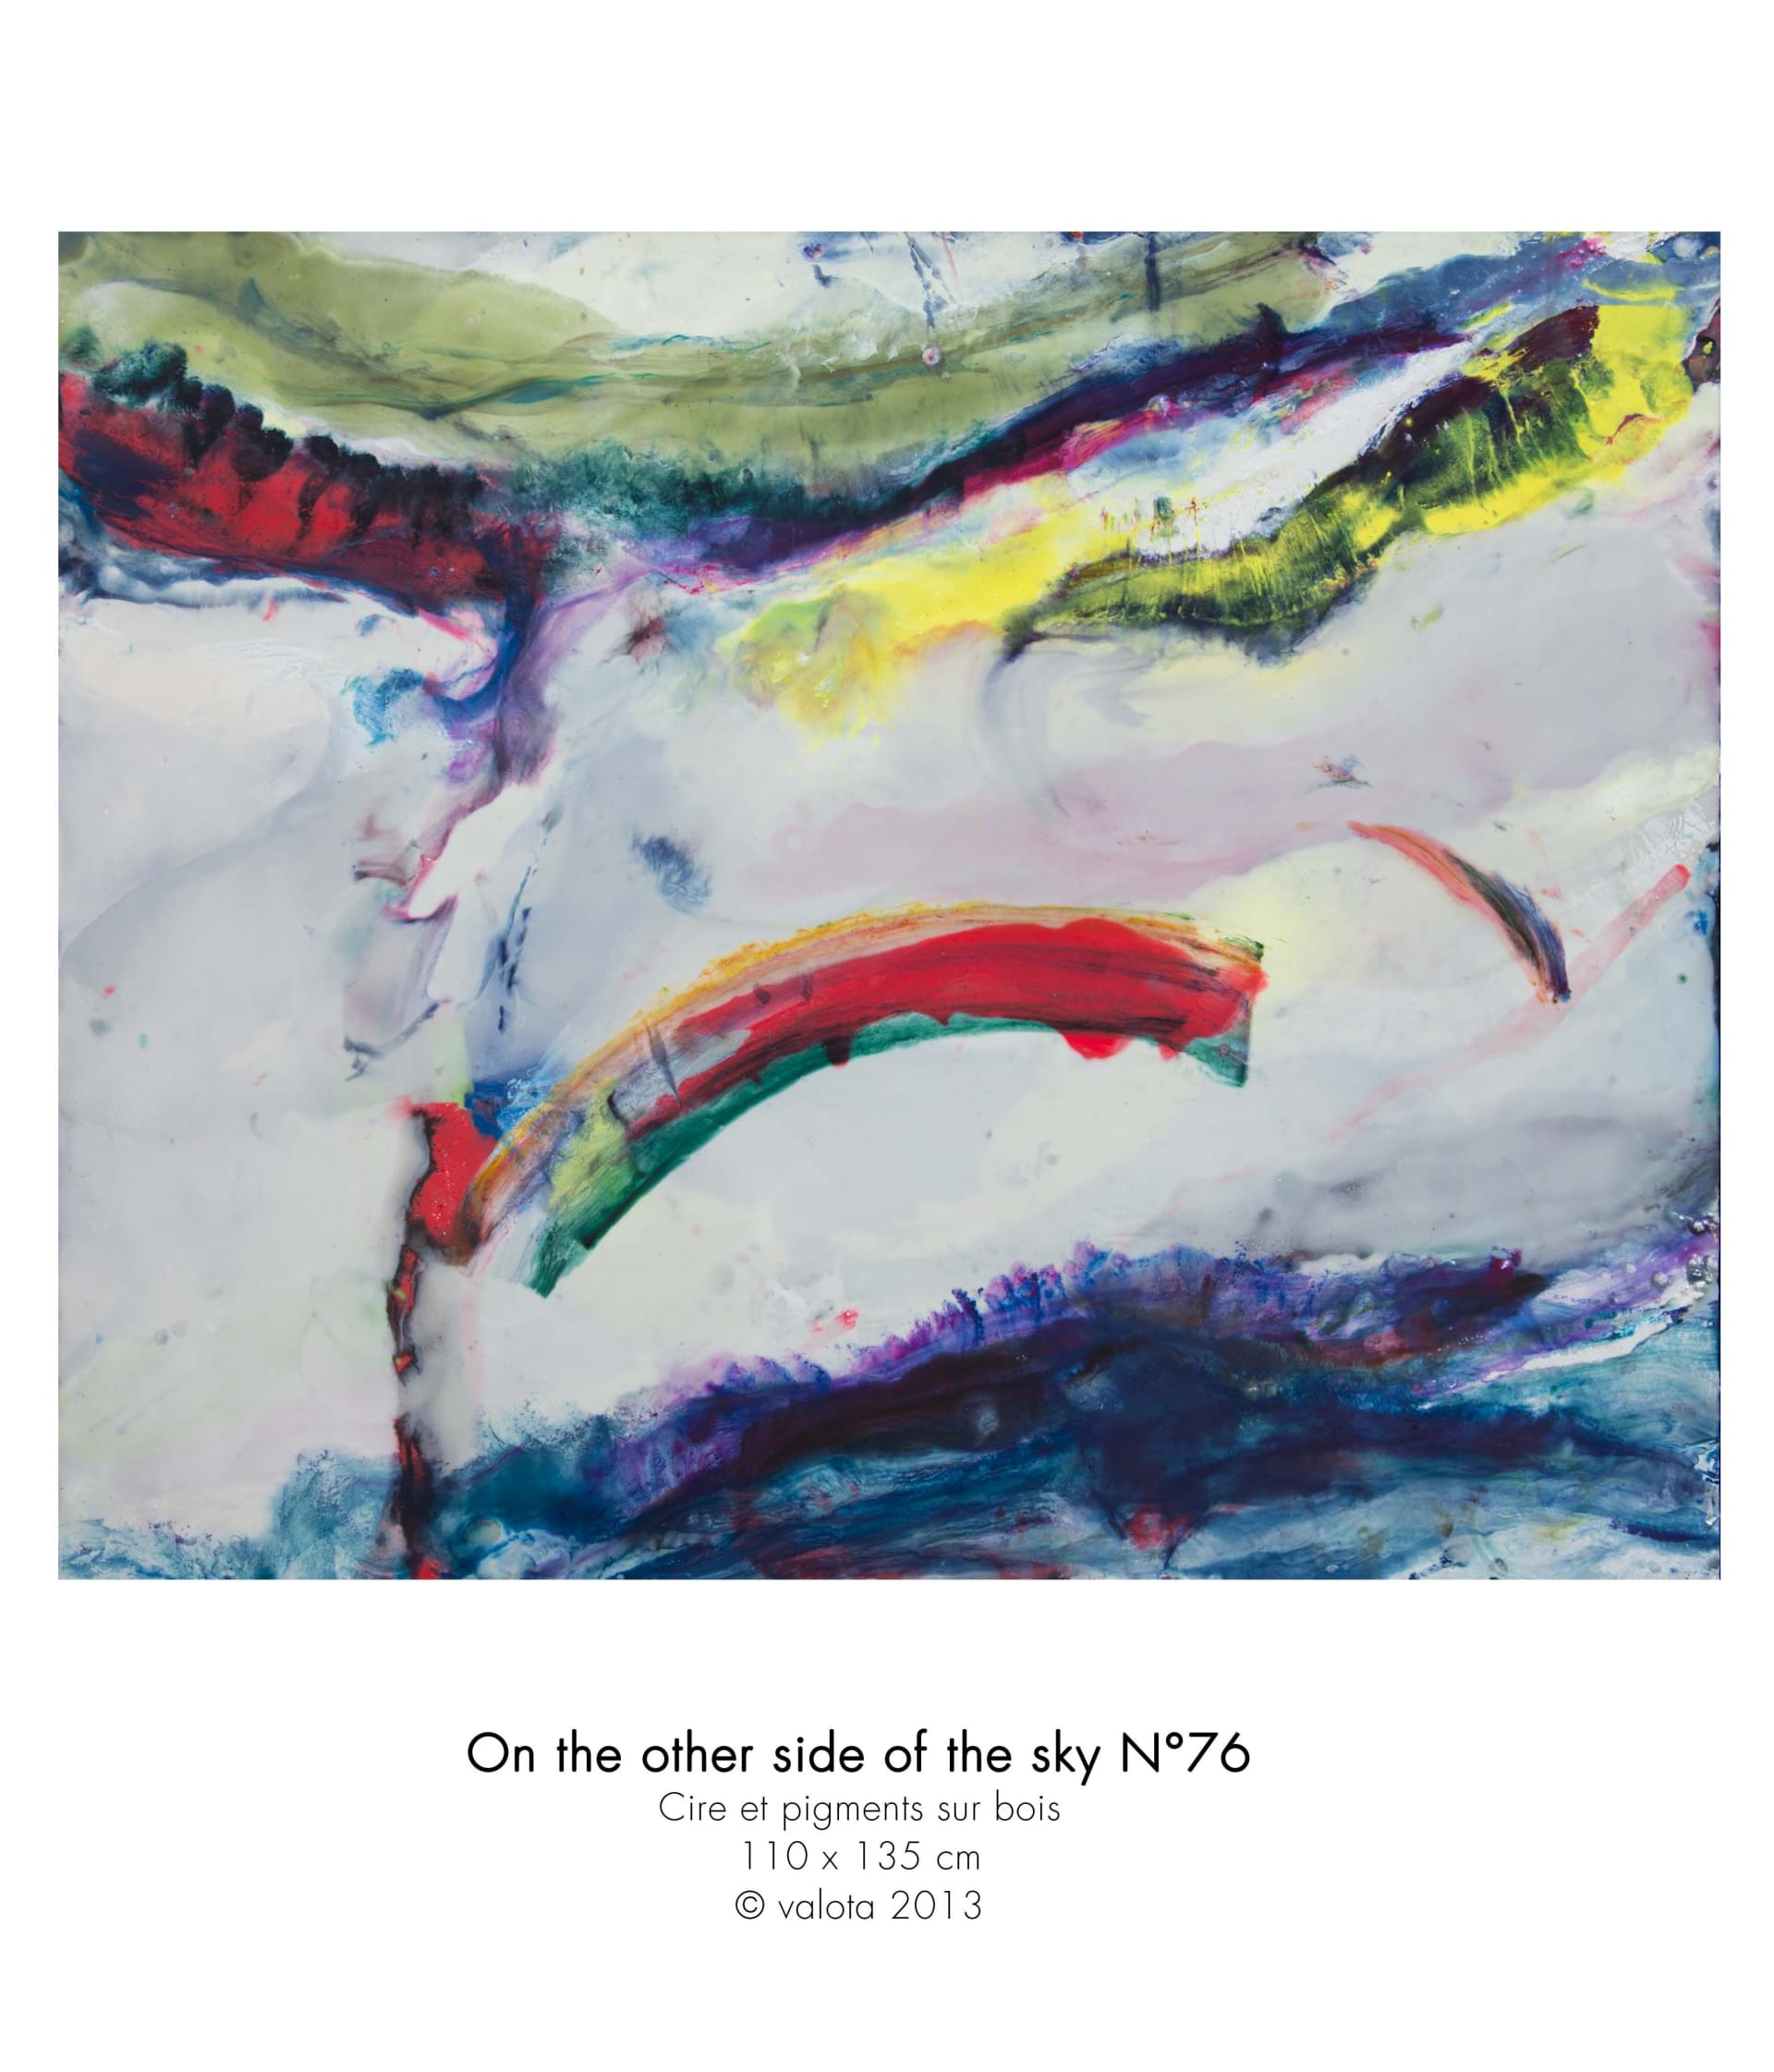 On the other side of the sky N°76
Cire et pigments sur bois
110 x 135 cm
© valota 2013